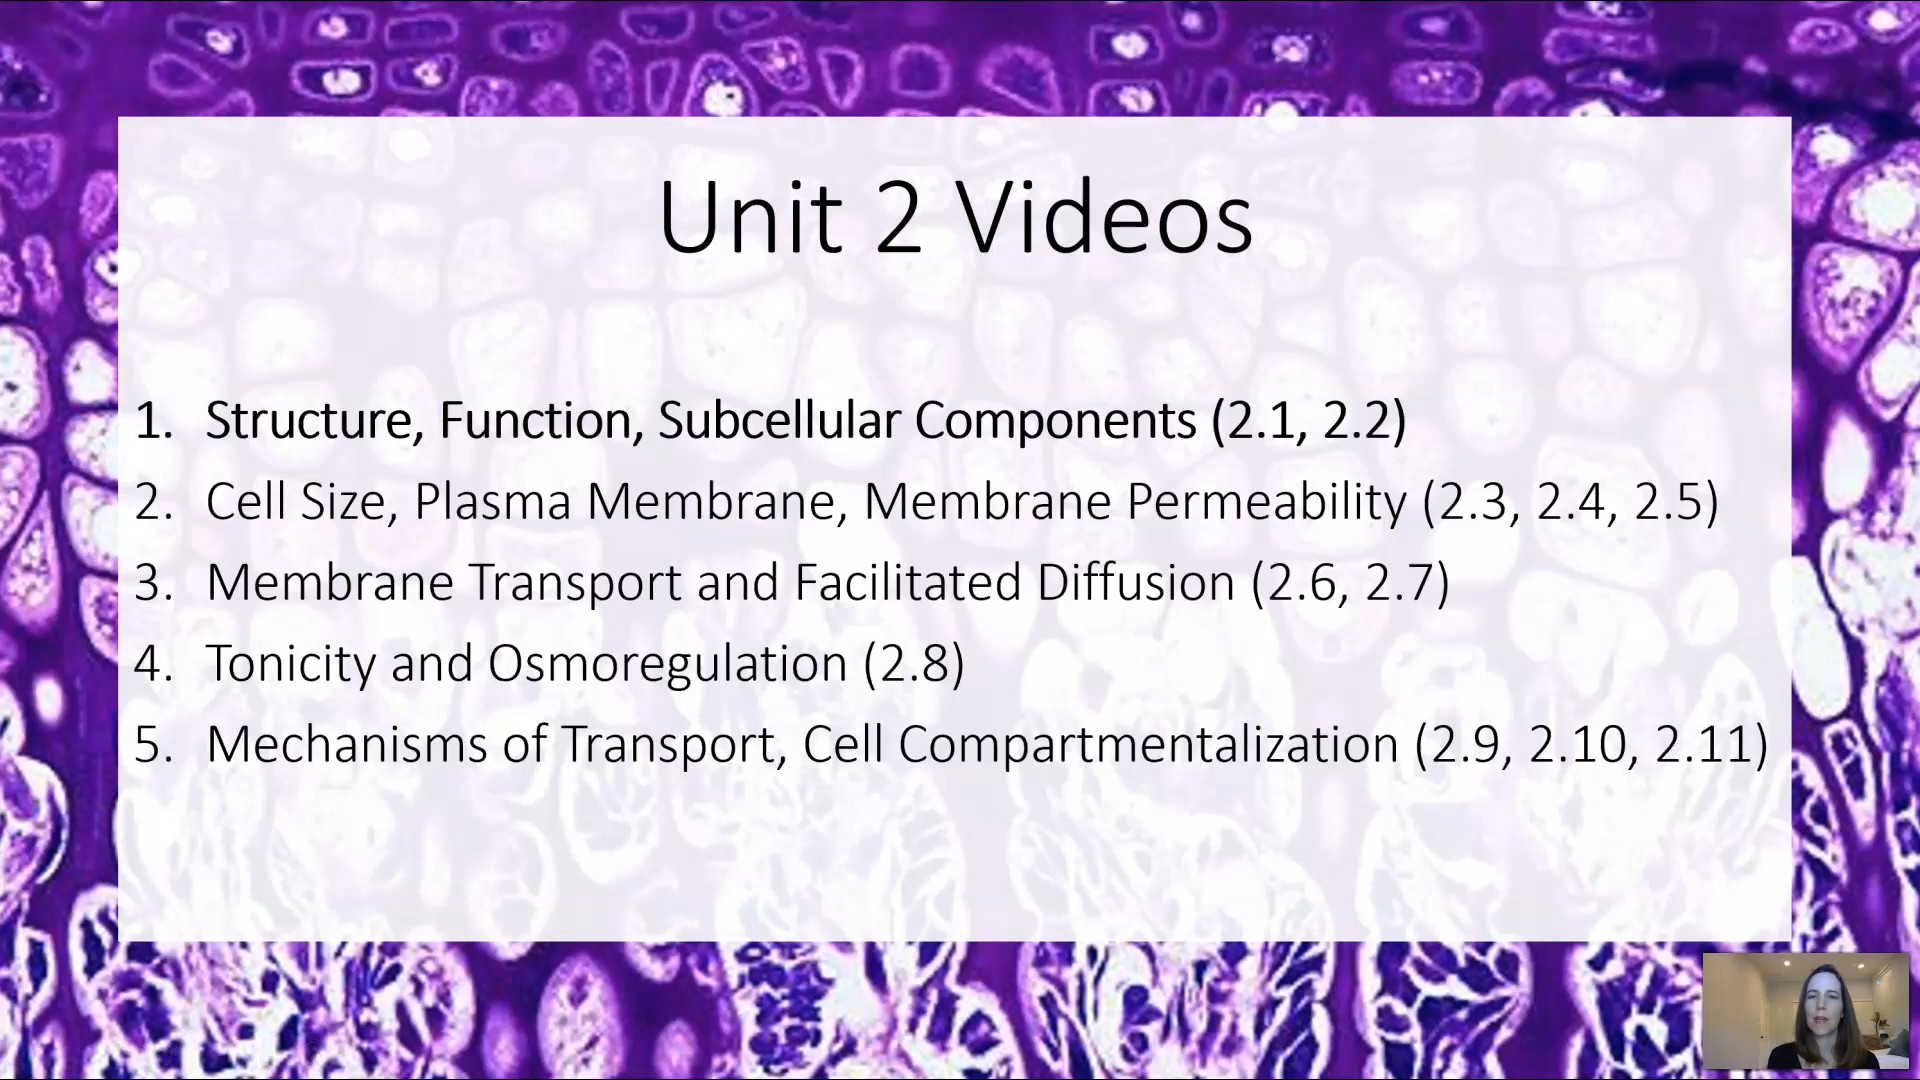 Unit 2 Videos
1. Structure, Function, Subcellular Components (2.1, 2.2)
2. Cell Size, Plasma Membrane, Membrane Permeability (2.3, 2.4, 2.5)
3. Membrane Transport and Facilitated Diffusion (2.6, 2.7)
4. Tonicity and Osmoregulation (2.8)
5. Mechanisms of Transport, Cell Compartmentalization (2.9, 2.10, 2.11)